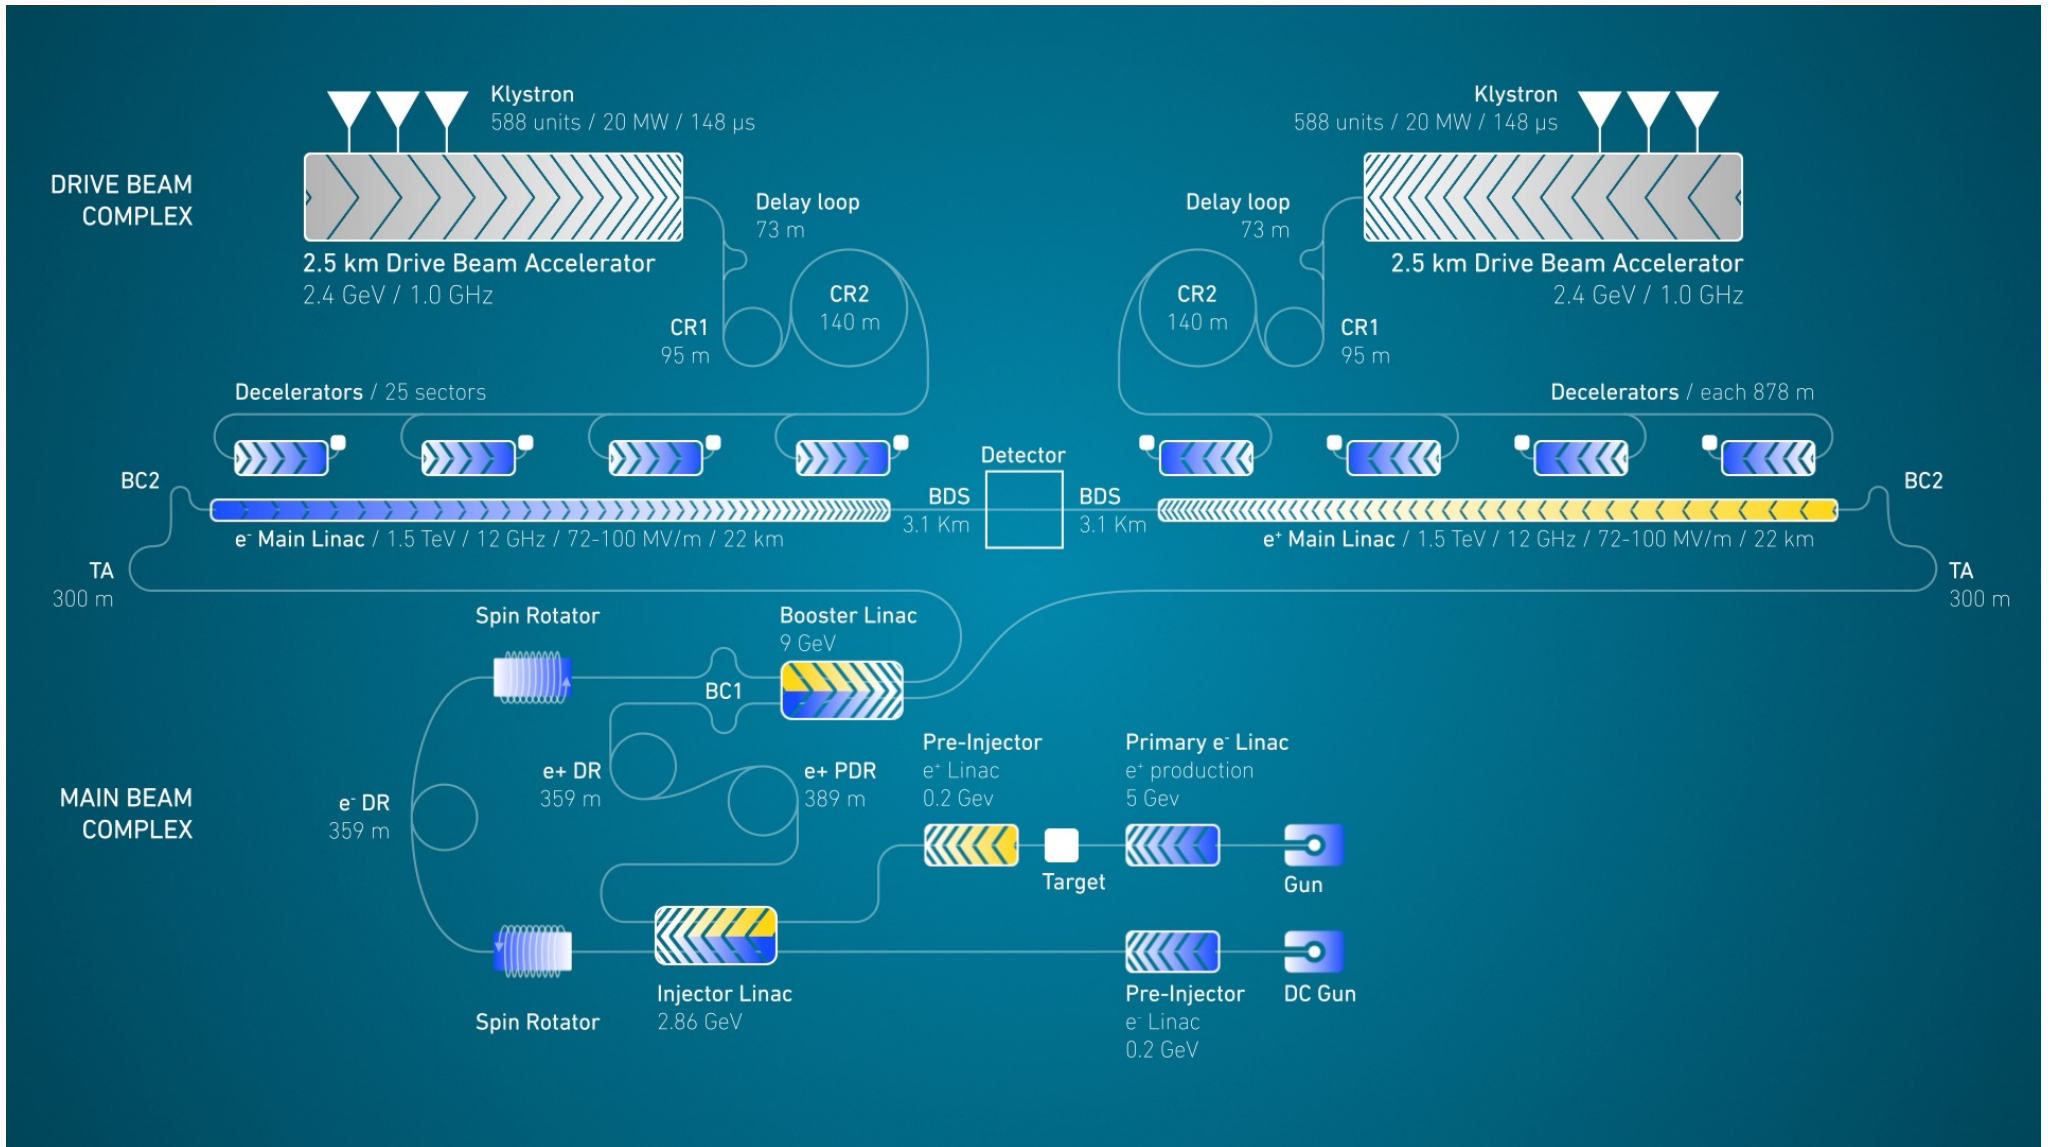 Klystron
588 units / 20 MW / 148 µs
Klystron
588 units / 20 MW / 148 µs
DRIVE BEAM
COMPLEX
Delay loop
73 m
Delay loop
73 m
2.5 km Drive Beam Accelerator
2.4 GeV / 1.0 GHz
2.5 km Drive Beam Accelerator
2.4 GeV / 1.0 GHz
CR2
140 m
CR2
140 m
CR1
95 m
CR1
95 m
Decelerators / 25 sectors
Decelerators / each 878 m
Detector
BC2
BC2
BDS
3.1 Km
BDS
3.1 Km
e⁻ Main Linac / 1.5 TeV / 12 GHz / 72-100 MV/m / 22 km
e⁺ Main Linac / 1.5 TeV / 12 GHz / 72-100 MV/m / 22 km
TA
300 m
TA
300 m
Spin Rotator
Booster Linac
9 GeV
BC1
MAIN BEAM
COMPLEX
e⁻ DR
359 m
e+ DR
359 m
e+ PDR
389 m
Pre-Injector
e⁺ Linac
0.2 Gev
Primary e⁻ Linac
e⁺ production
5 Gev
Target
Gun
Injector Linac
2.86 GeV
Spin Rotator
Pre-Injector
e⁻ Linac
0.2 GeV
DC Gun